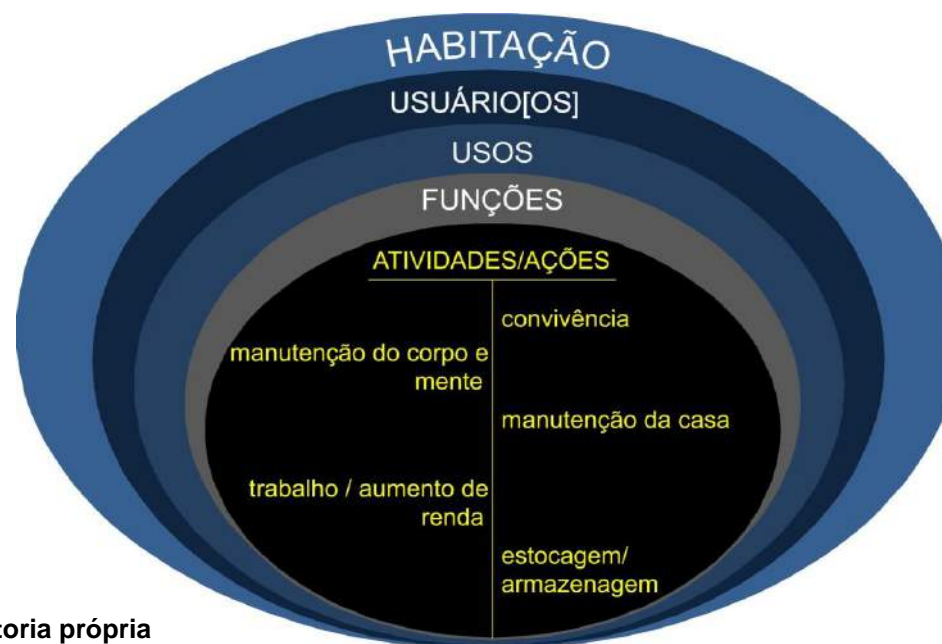 HABITAÇÃO
USUÁRIO[OS]
USOS
FUNÇÕES
ATIVIDADES/AÇÕES
convivência
manutenção do corpo e
mente
manutenção da casa
trabalho / aumento de
renda
estocagem/
armazenagem
própria